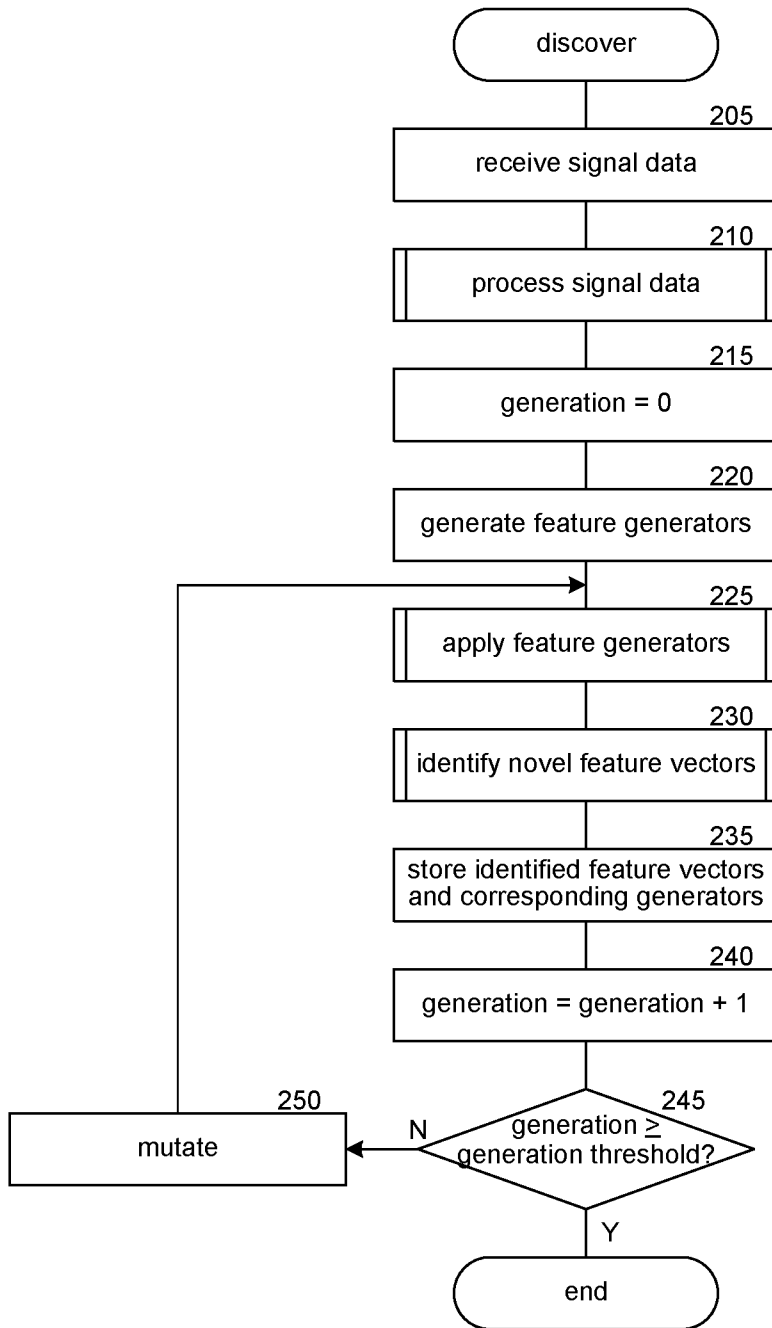 discover
205
receive signal data
210
process signal data
215
generation = 0
220
generate feature generators
225
apply feature generators
230
identify novel feature vectors
235
store identified feature vectors
and corresponding generators
240
generation = generation + 1
245
generation ≥
generation threshold?
N
250
mutate
Y
end